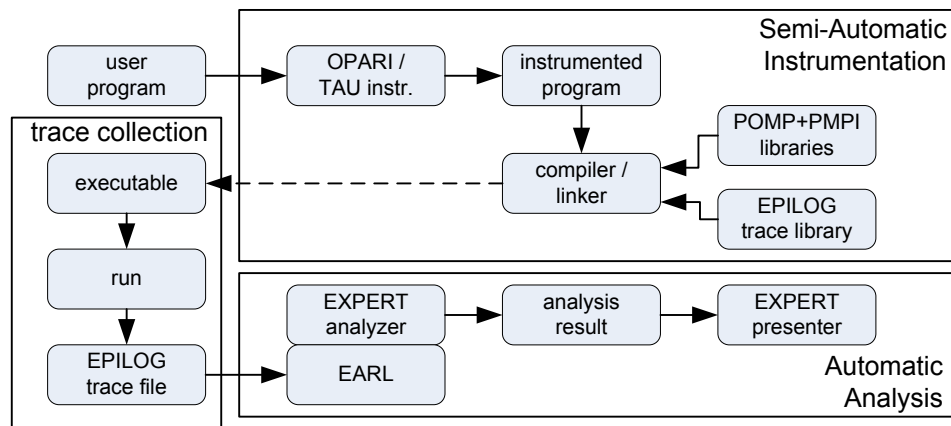 Semi-Automatic
Instrumentation
user
program
OPARI /
TAU instr.
instrumented
program
POMP+PMPI
libraries
trace collection
executable
compiler /
linker
EPILOG
trace library
run
EXPERT
analyzer
analysis
result
EXPERT
presenter
EPILOG
trace file
EARL
Automatic
Analysis